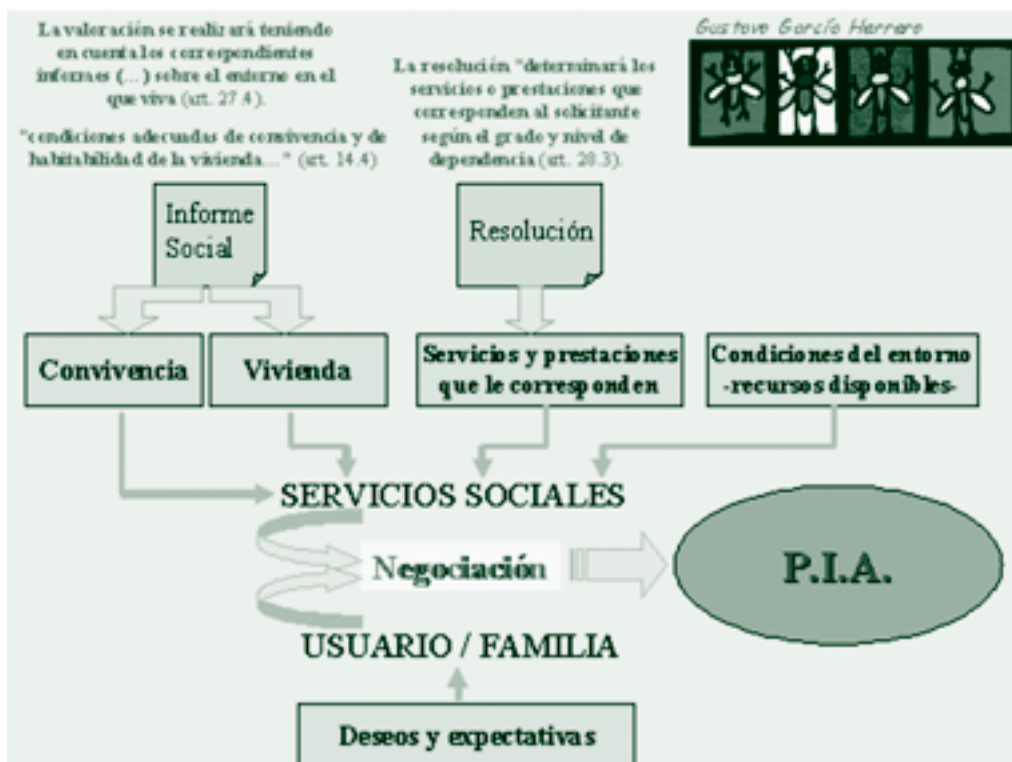 La valoración se realizará teniendo
en cuenta los correspondientes
informes (...) sobre el entorno en el
que viva (art. 27.4).
"condiciones adecuadas de convivencia y de
habitabilidad de la vivienda..." (art. 14.4)
La resolución "determinará los
servicios o prestaciones que
corresponden al solicitante
según el grado y nivel de
dependencia (art. 28.3).
Gustavo García Herrero
Informe
Social
Resolución
Convivencia
Vivienda
Servicios y prestaciones
que le corresponden
Condiciones del entorno
-recursos disponibles-
SERVICIOS SOCIALES
Negociación
P.I.A.
USUARIO / FAMILIA
Deseos y expectativas